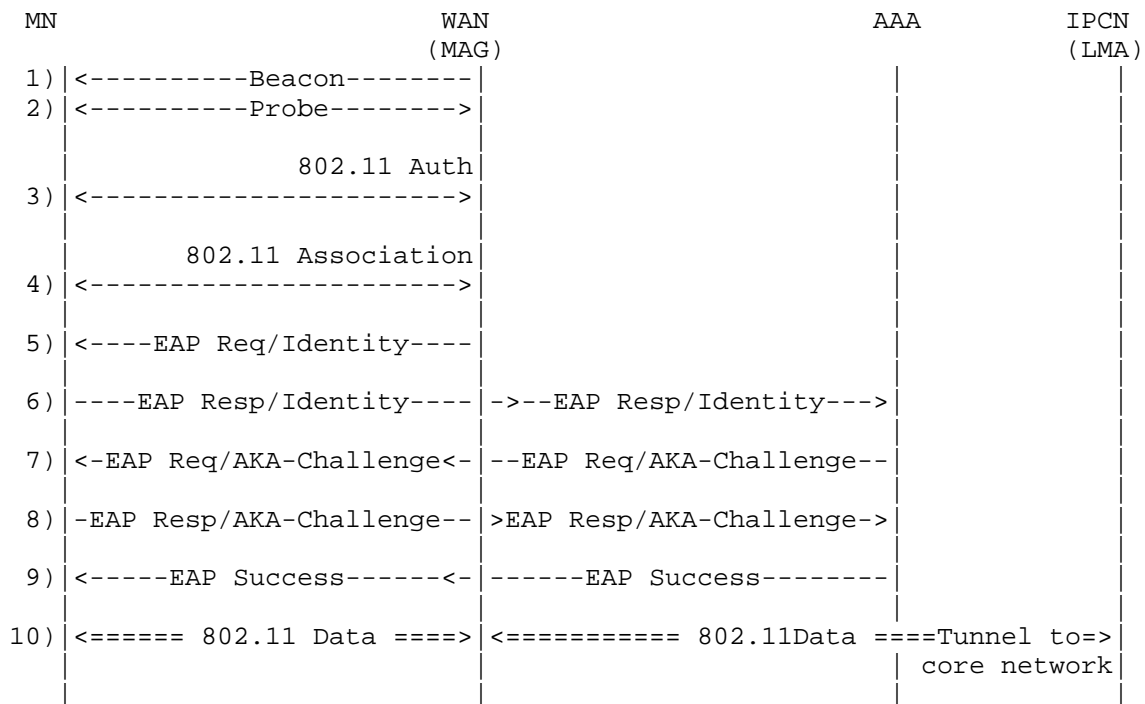 MN                        WAN                       AAA         IPCN
                         (MAG)                                  (LMA)
 1)|<----------Beacon--------|                         |             |
 2)|<----------Probe-------->|                         |             |
   |                         |                         |             |
   |              802.11 Auth|                         |             |
 3)|<----------------------->|                         |             |
   |                         |                         |             |
   |       802.11 Association|                         |             |
 4)|<----------------------->|                         |             |
   |                         |                         |             |
 5)|<----EAP Req/Identity----|                         |             |
   |                         |                         |             |
 6)|----EAP Resp/Identity----|->--EAP Resp/Identity--->|             |
   |                         |                         |             |
 7)|<-EAP Req/AKA-Challenge<-|--EAP Req/AKA-Challenge--|             |
   |                         |                         |             |
 8)|-EAP Resp/AKA-Challenge--|>EAP Resp/AKA-Challenge->|             |
   |                         |                         |             |
 9)|<-----EAP Success------<-|------EAP Success--------|             |
   |                         |                         |             |
10)|<====== 802.11 Data ====>|<=========== 802.11Data ====Tunnel to=>|
   |                         |                         | core network|
   |                         |                         |             |